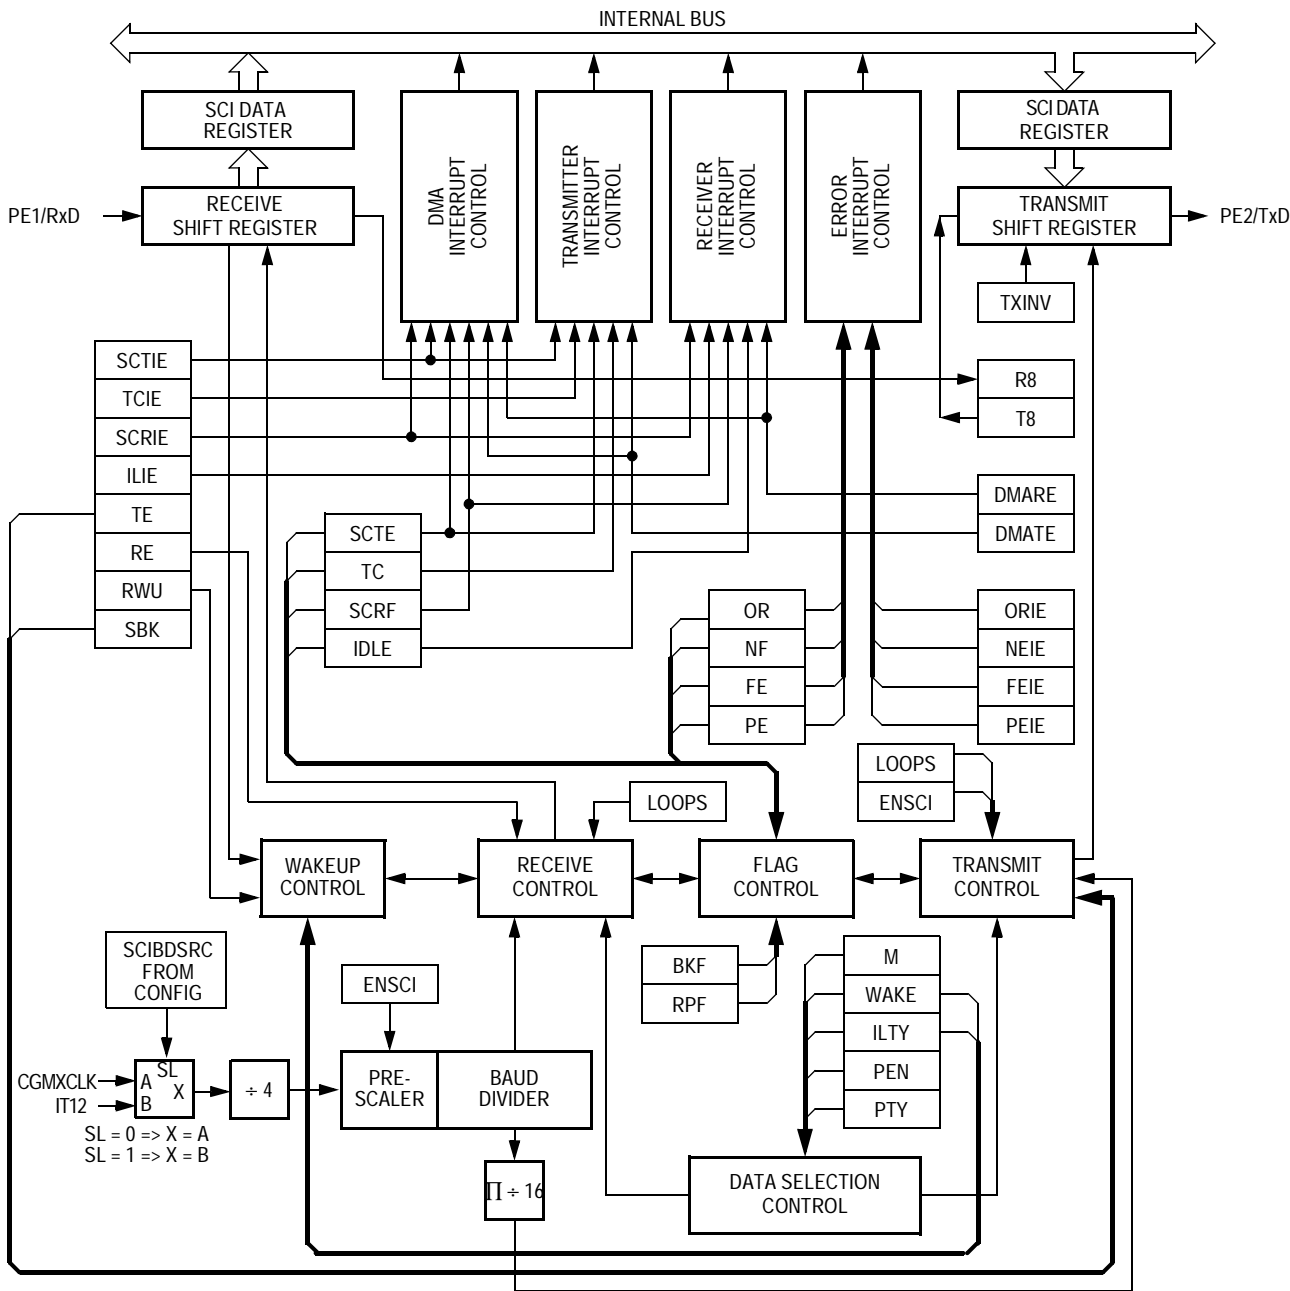 INTERNAL BUS
SCI DATA
REGISTER
SCI DATA
REGISTER
DMA
INTERRUPT
CONTROL
TRANSMITTER
INTERRUPT
CONTROL
RECEIVER
INTERRUPT
CONTROL
ERROR
INTERRUPT
CONTROL
PE1/RxD
RECEIVE
SHIFT REGISTER
TRANSMIT
SHIFT REGISTER
PE2/TxD
TXINV
SCTIE
TCIE
SCRIE
ILIE
TE
RE
RWU
SBK
R8
T8
DMARE
DMATE
SCTE
TC
SCRF
IDLE
OR
NF
FE
PE
ORIE
NEIE
FEIE
PEIE
LOOPS
LOOPS
ENSCI
WAKEUP
CONTROL
RECEIVE
CONTROL
FLAG
CONTROL
TRANSMIT
CONTROL
SCIBDSRC
FROM
CONFIG
ENSCI
BKF
RPF
M
WAKE
ILTY
PEN
PTY
CGMXCLK
IT12
SL
A
X
B
÷ 4
PRE-
SCALER
BAUD
DIVIDER
SL = 0 => X = A
SL = 1 => X = B
∏ ÷ 16
DATA SELECTION
CONTROL